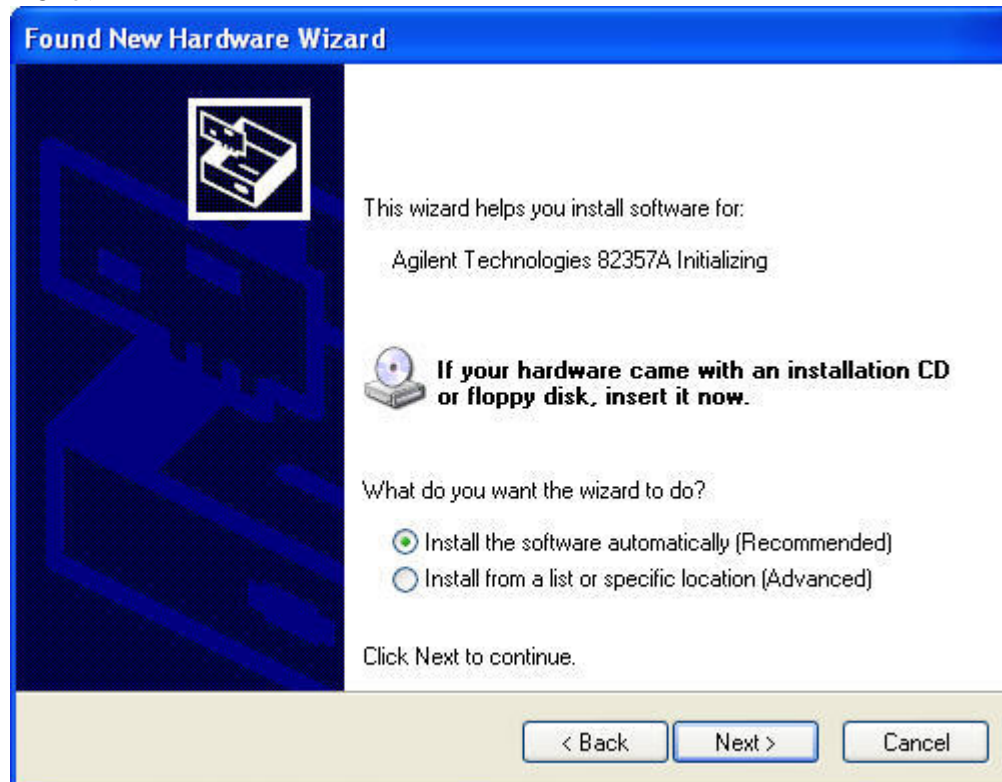 Found New Hardware Wizard
This wizard helps you install software for:
Agilent Technologies 82357A Initializing
If your hardware came with an installation CD
or floppy disk, insert it now.
What do you want the wizard to do?
Install the software automatically (Recommended)
Install from a list or specific location (Advanced)
Click Next to continue.
< Back Next > Cancel